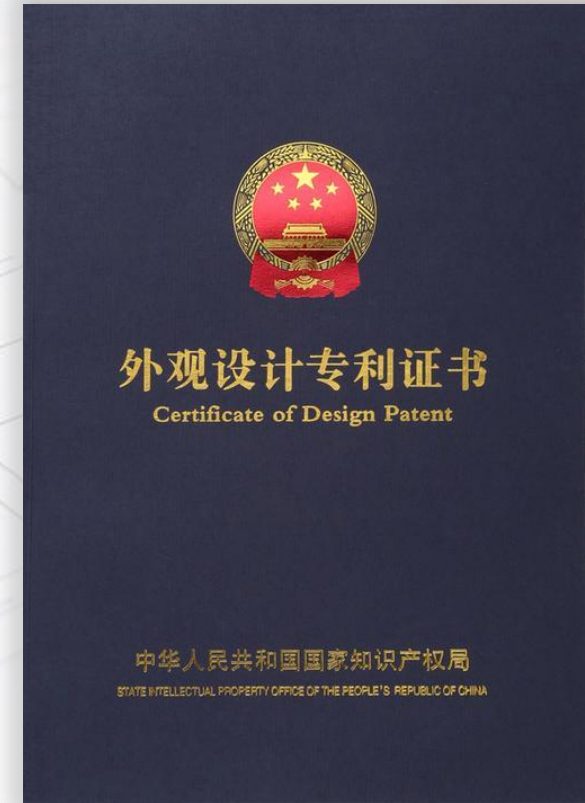 外观设计专利证书
Certificate of Design Patent
中华人民共和国国家知识产权局
STATE INTELLECTUAL PROPERTY OFFICE OF THE PEOPLE'S REPUBLIC OF CHINA